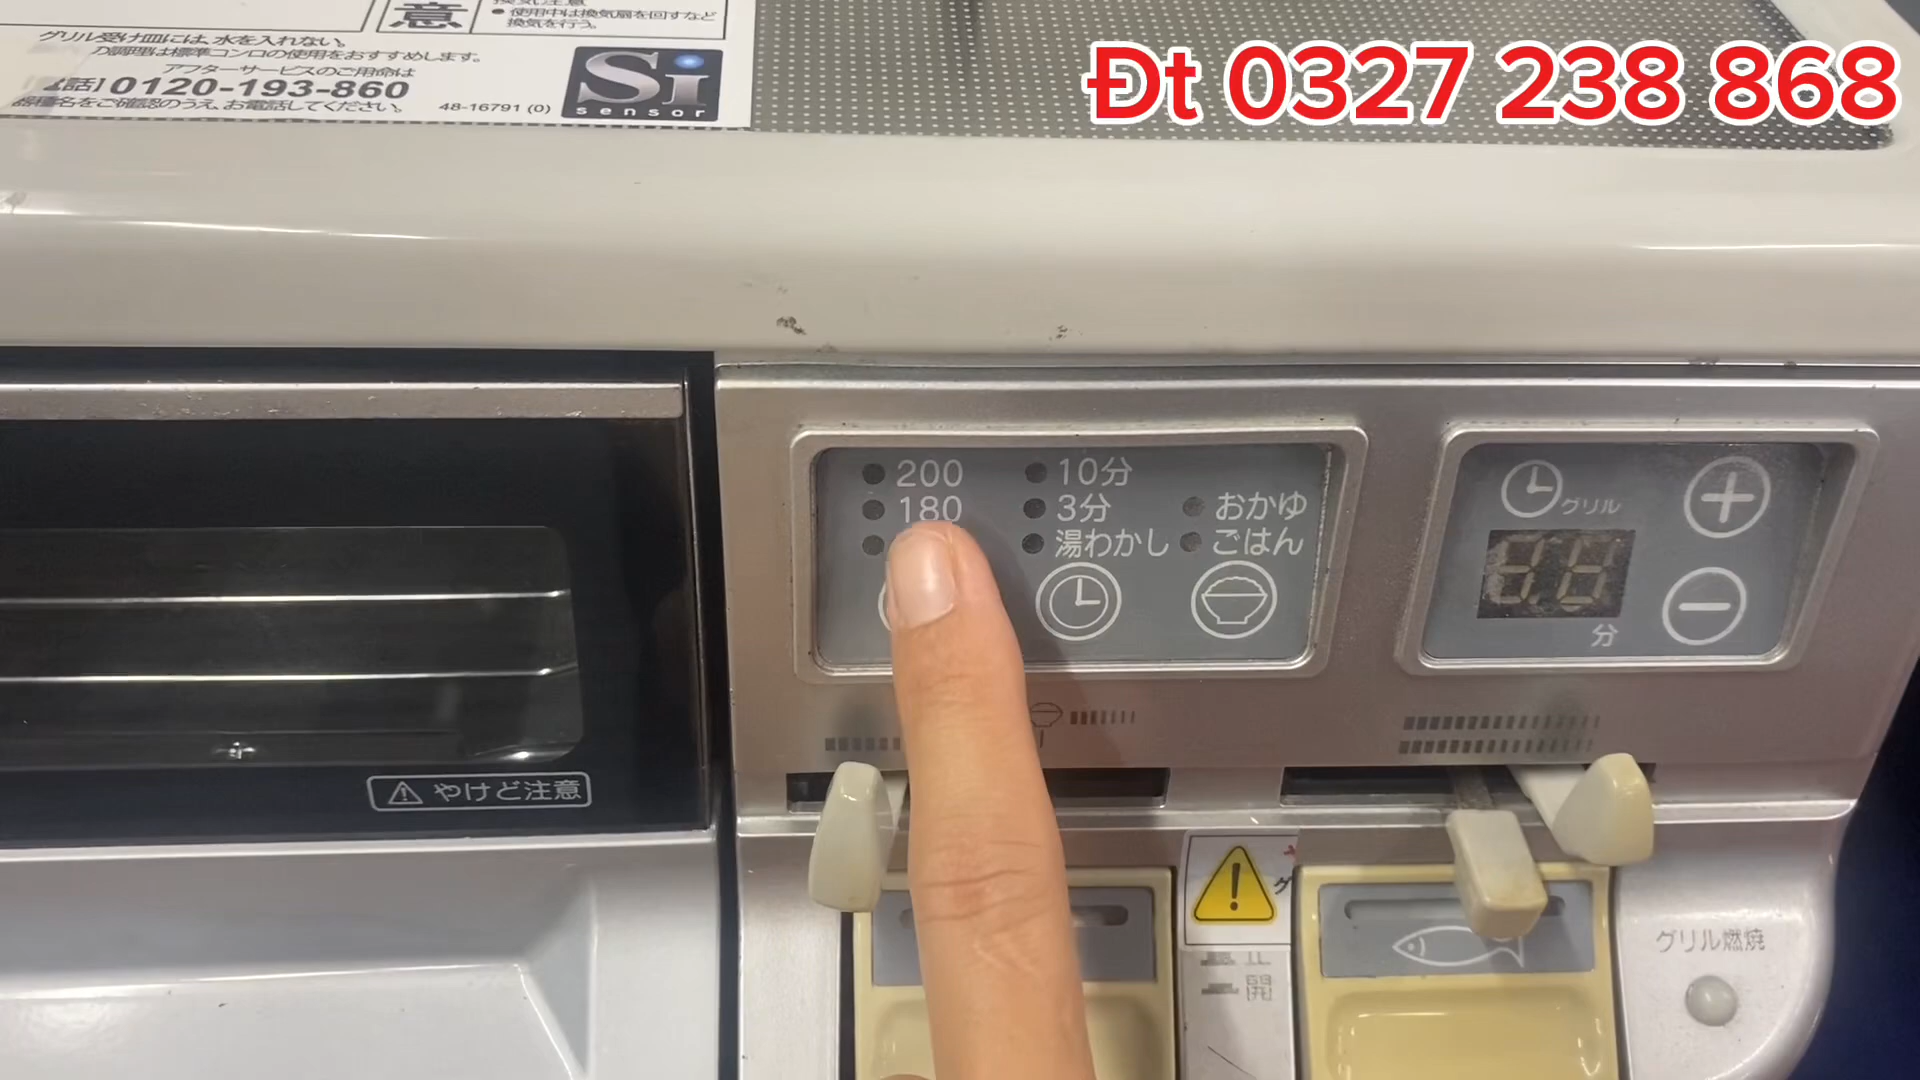 Đt 0327 238 868
意
● 使用中は換気扇を回すなど
換気を行う。
グリル受け皿には、水を入れない。
調理は標準コンロの使用をおすすめします。
アフターサービスのご用命は
0120-193-860
器種名をご確認のうえ、お電話してください。
48-16791 (0)
Si
sensor
200
180
10分
3分
湯わかし
おかゆ
ごはん
グリル
88
分
やけど注意
開
グリル燃焼